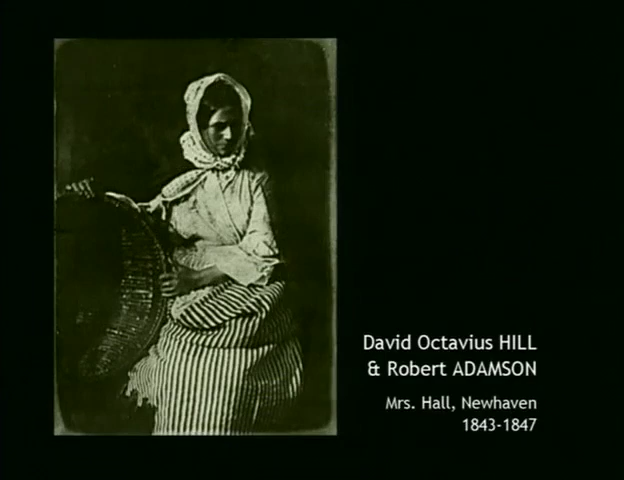 David Octavius HILL
& Robert ADAMSON
Mrs. Hall, Newhaven
1843-1847